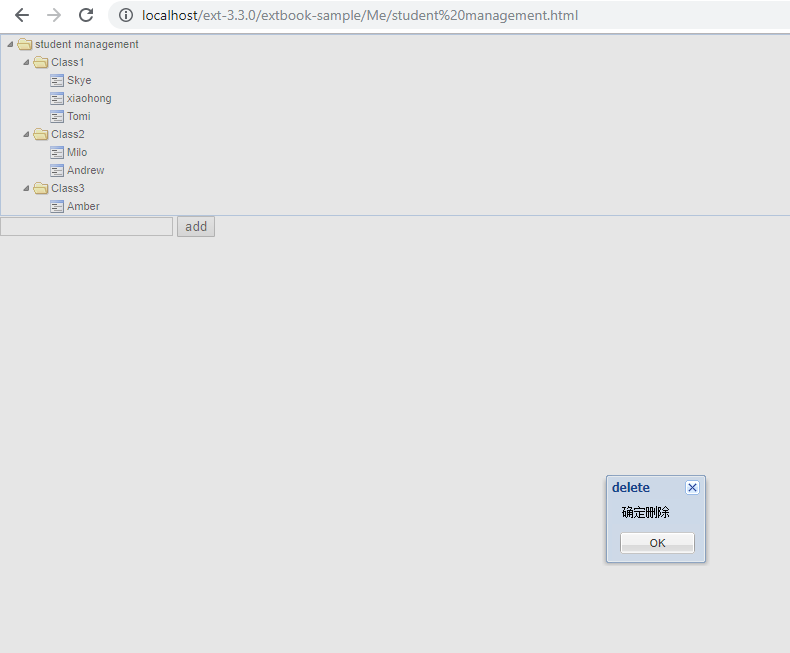 localhost/ext-3.3.0/extbook-sample/Me/student%20management.html
student management
Class1
Skye
xiaohong
Tomi
Class2
Milo
Andrew
Class3
Amber
add
delete
确定删除
OK